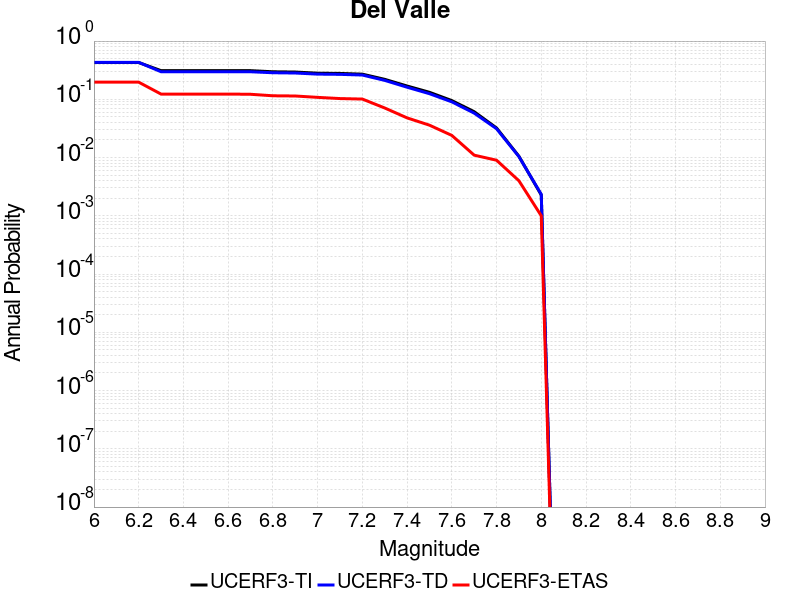 Del Valle
Annual Probability
10^0
10^-1
10^-2
10^-3
10^-4
10^-5
10^-6
10^-7
10^-8
6 6.2 6.4 6.6 6.8 7 7.2 7.4 7.6 7.8 8 8.2 8.4 8.6 8.8 9
Magnitude
UCERF3-TI UCERF3-TD UCERF3-ETAS